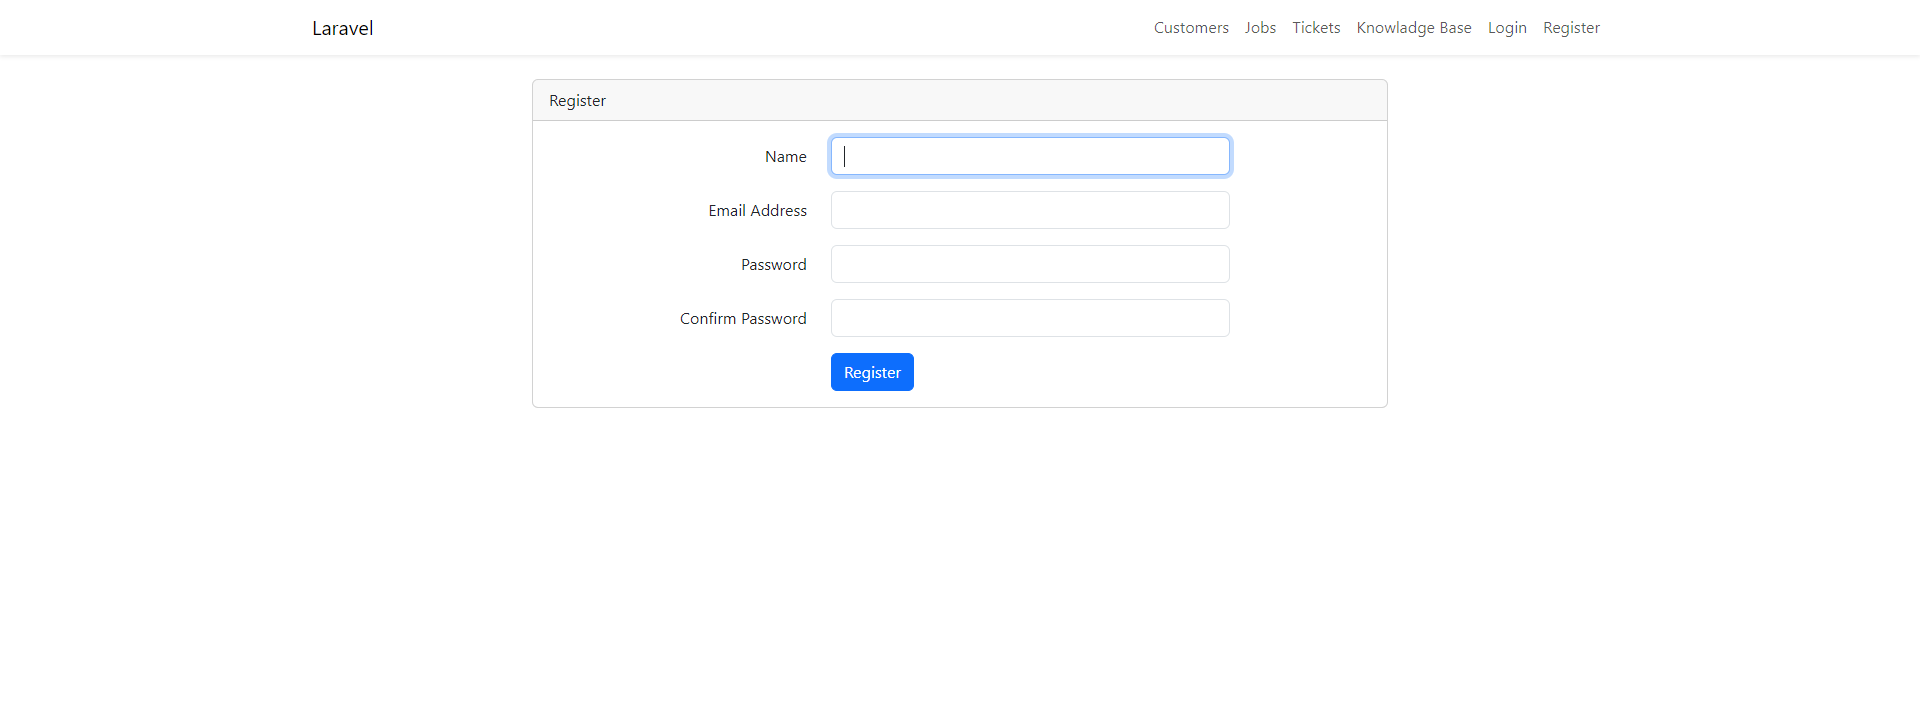 Laravel Customers Jobs Tickets Knowladge Base Login Register
Register
Name
Email Address
Password
Confirm Password
Register